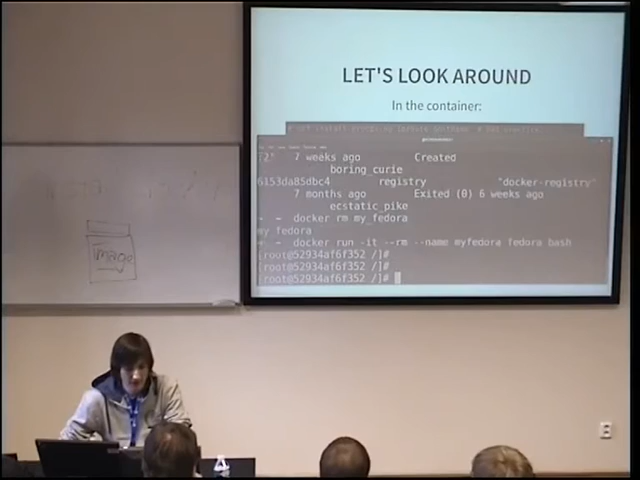 LET'S LOOK AROUND
In the container:
7 weeks ago Created
boring_curie
6153da85dbc4 registry "docker-registry"
7 months ago Exited (0) 6 weeks ago
ecstatic_pike
docker rm my_fedora
my_fedora
docker run -it --rm --name myfedora fedora bash
[root@52934af6f352 /]#
[root@52934af6f352 /]#
[root@52934af6f352 /]#
image